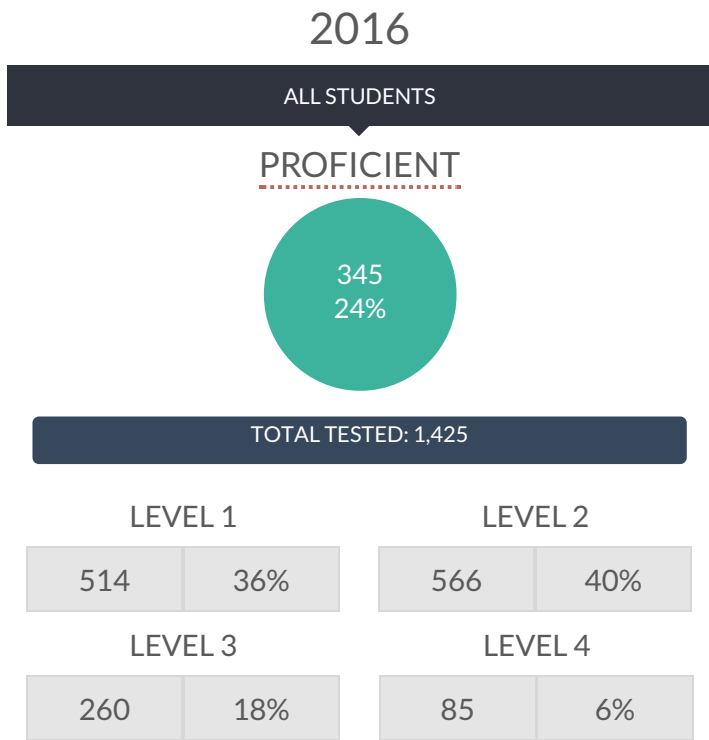 2016
ALL STUDENTS
PROFICIENT
345
24%
TOTAL TESTED: 1,425
LEVEL 1 LEVEL 2
514 36% 566 40%
LEVEL 3 LEVEL 4
260 18% 85 6%